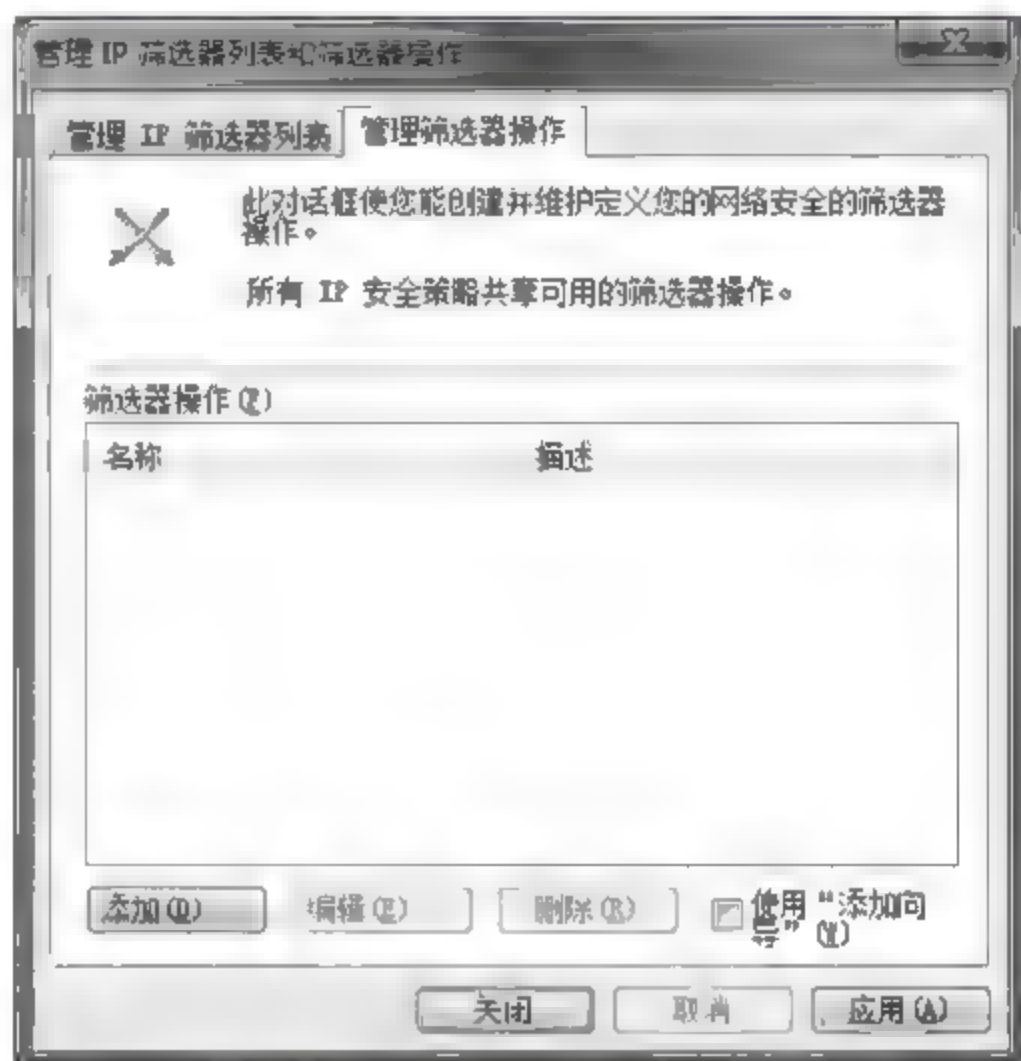 管理 IP 筛选器列表和筛选器操作
管理 IP 筛选器列表 管理筛选器操作
此对话框使您能创建并维护定义您的网络安全的筛选器
操作。
所有 IP 安全策略共享可用的筛选器操作。
筛选器操作(F)
名称 描述
添加(D) 编辑(E) 删除(R) 使用“添加向
导”(W)
关闭 取消 应用(A)